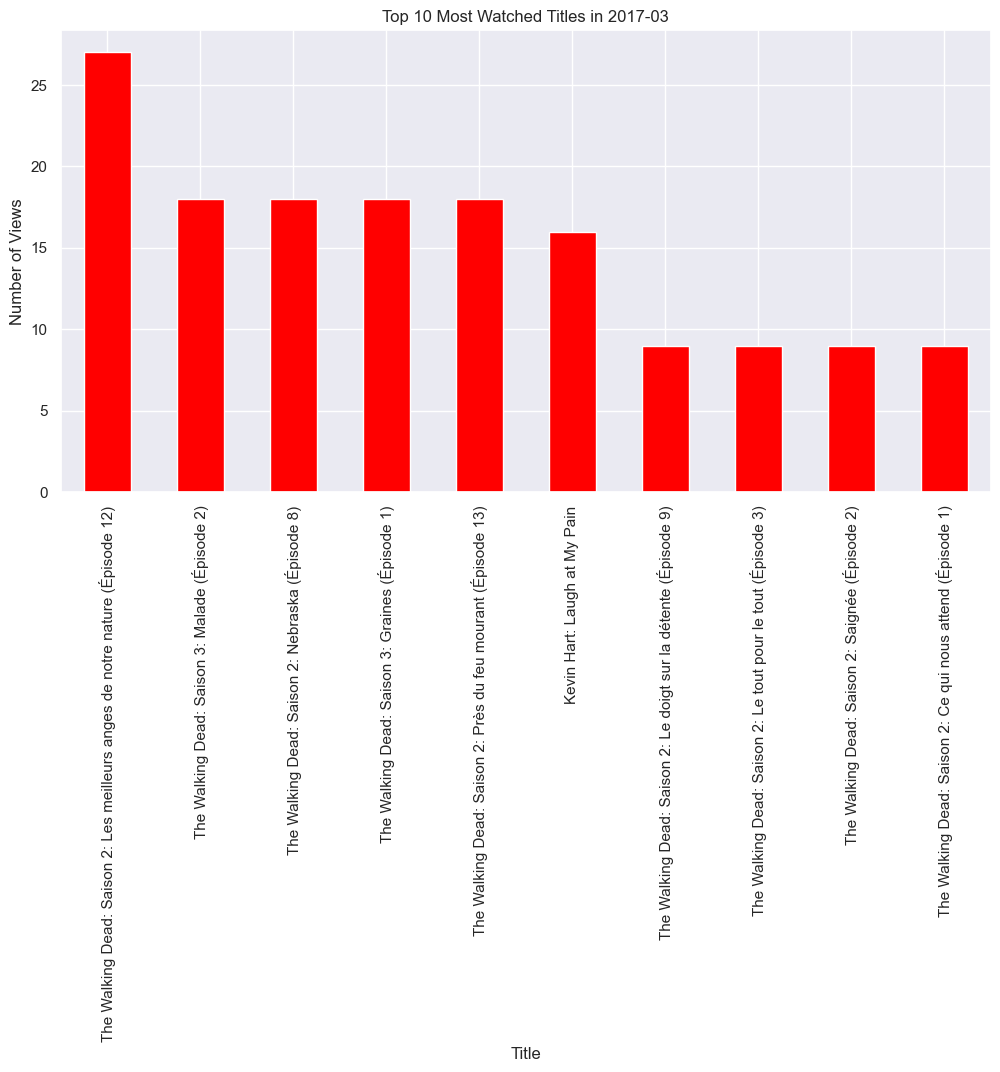 Top 10 Most Watched Titles in 2017-03
Number of Views
25
20
15
10
5
0
The Walking Dead: Saison 2: Les meilleurs anges de notre nature (Épisode 12)
The Walking Dead: Saison 3: Malade (Épisode 2)
The Walking Dead: Saison 2: Nebraska (Épisode 8)
The Walking Dead: Saison 3: Graines (Épisode 1)
The Walking Dead: Saison 2: Près du feu mourant (Épisode 13)
Kevin Hart: Laugh at My Pain
The Walking Dead: Saison 2: Le doigt sur la détente (Épisode 9)
The Walking Dead: Saison 2: Le tout pour le tout (Épisode 3)
The Walking Dead: Saison 2: Saignée (Épisode 2)
The Walking Dead: Saison 2: Ce qui nous attend (Épisode 1)
Title